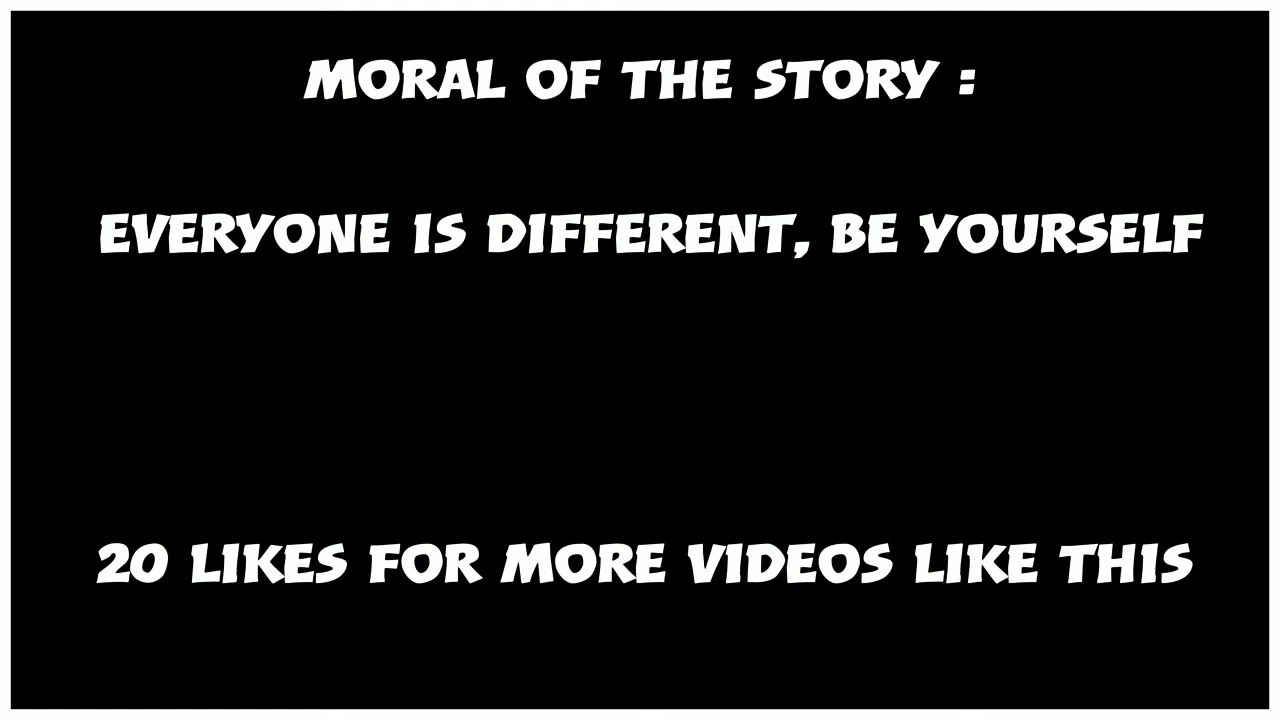 MORAL OF THE STORY :
EVERYONE IS DIFFERENT, BE YOURSELF
20 LIKES FOR MORE VIDEOS LIKE THIS